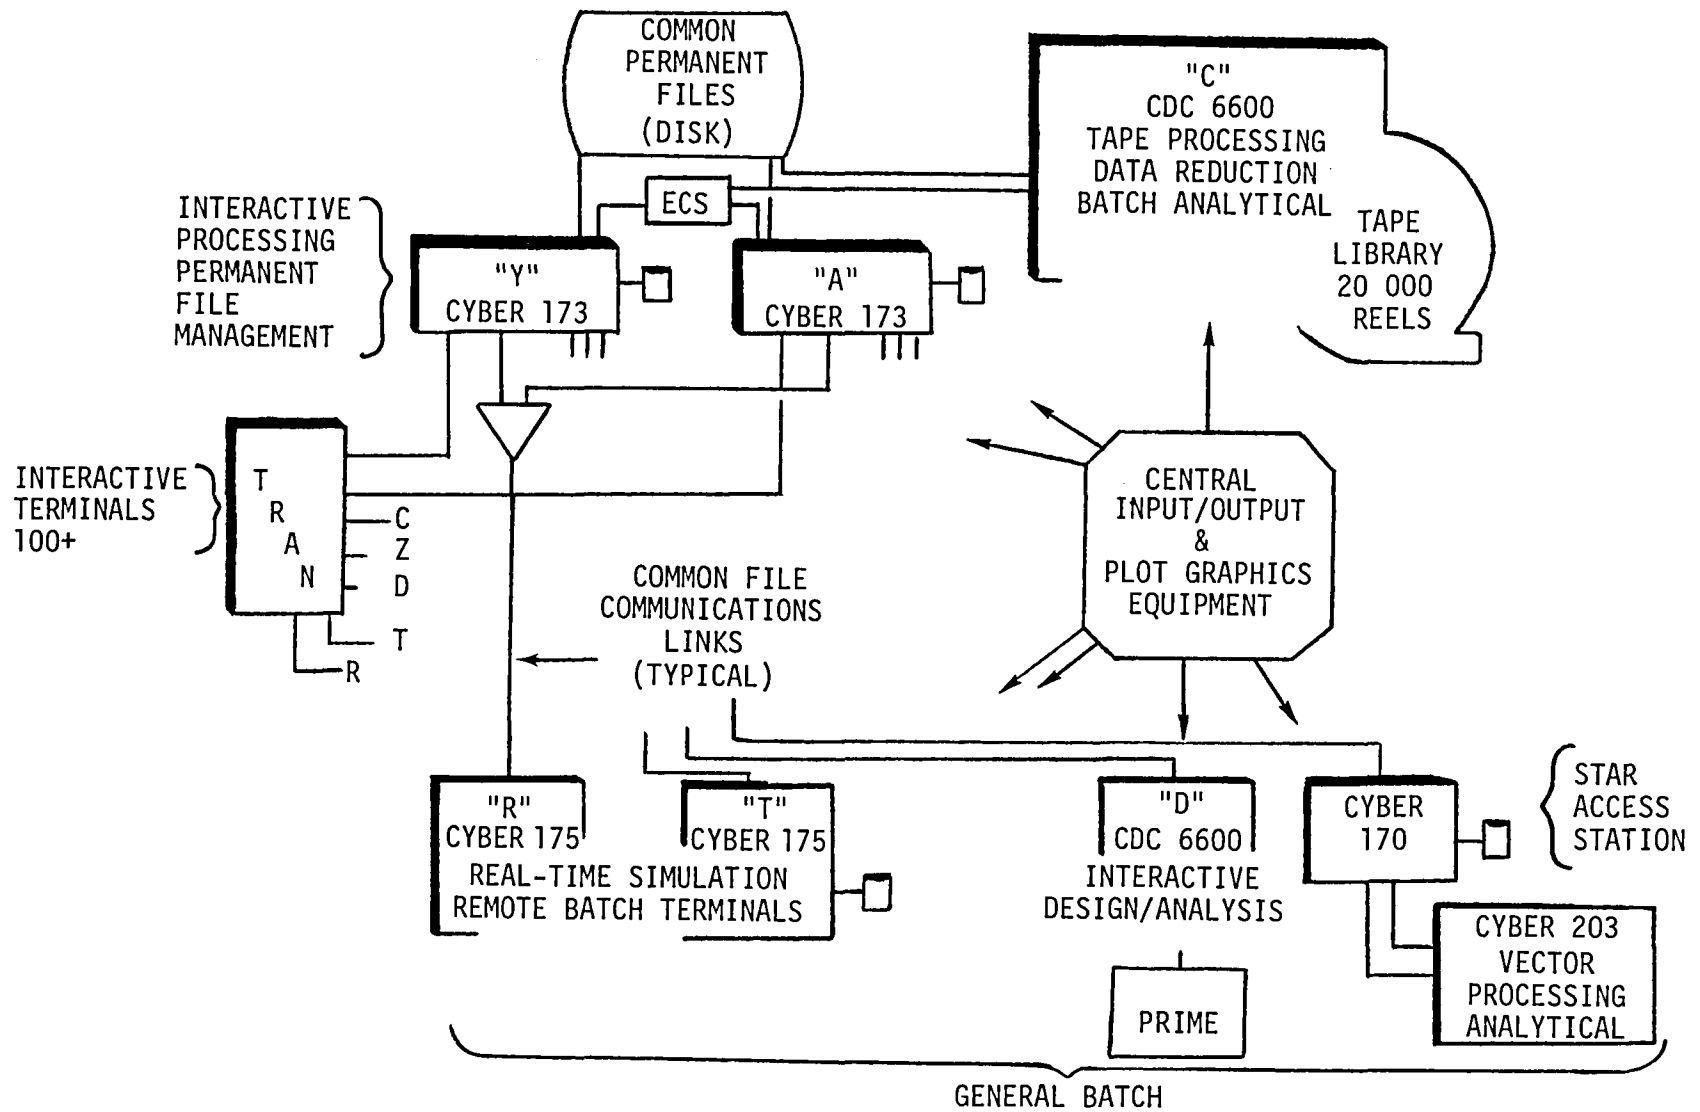 COMMON
PERMANENT
FILES
(DISK)
"C"
CDC 6600
TAPE PROCESSING
DATA REDUCTION
BATCH ANALYTICAL
TAPE
LIBRARY
20 000
REELS
ECS
INTERACTIVE
PROCESSING
PERMANENT
FILE
MANAGEMENT
"Y"
CYBER 173
"A"
CYBER 173
INTERACTIVE
TERMINALS
100+
T
R
A
N
C
Z
D
T
R
CENTRAL
INPUT/OUTPUT
&
PLOT GRAPHICS
EQUIPMENT
COMMON FILE
COMMUNICATIONS
LINKS
(TYPICAL)
"R"
CYBER 175
"T"
CYBER 175
REAL-TIME SIMULATION
REMOTE BATCH TERMINALS
"D"
CDC 6600
INTERACTIVE
DESIGN/ANALYSIS
CYBER
170
STAR
ACCESS
STATION
PRIME
CYBER 203
VECTOR
PROCESSING
ANALYTICAL
GENERAL BATCH